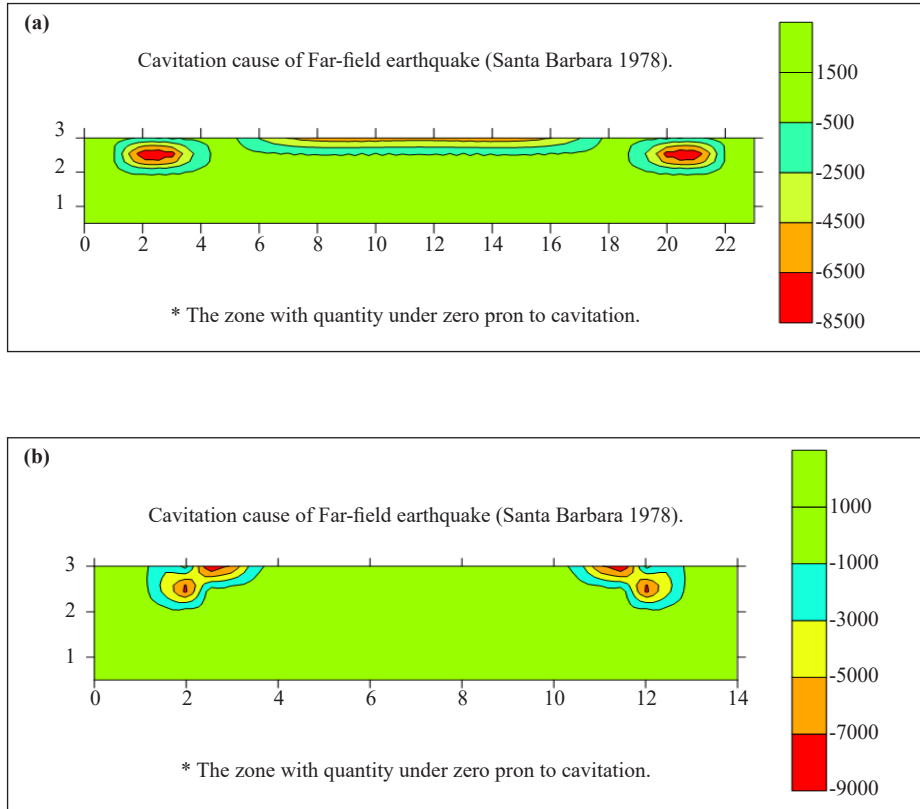 (a)
Cavitation cause of Far-field earthquake (Santa Barbara 1978).
3
2
1
0 2 4 6 8 10 12 14 16 18 20 22
1500
-500
-2500
-4500
-6500
-8500
* The zone with quantity under zero pron to cavitation.
(b)
Cavitation cause of Far-field earthquake (Santa Barbara 1978).
3
2
1
0 2 4 6 8 10 12 14
1000
-1000
-3000
-5000
-7000
-9000
* The zone with quantity under zero pron to cavitation.